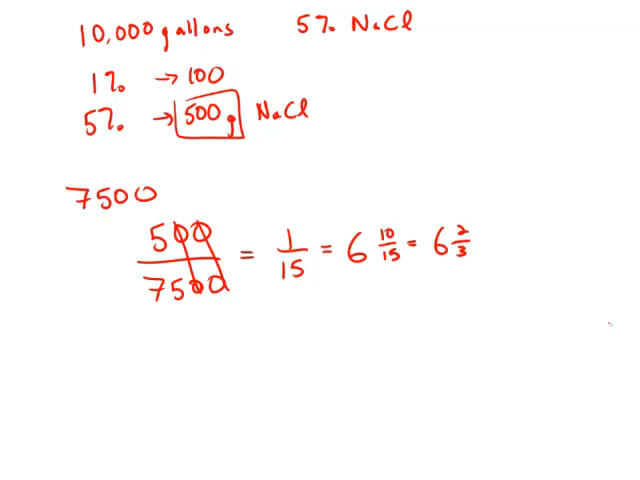 10,000 gallons 5% NaCl
1% → 100
5% → 500 g NaCl
7500
500/7500 = 1/15 = 6 10/15 = 6 2/3